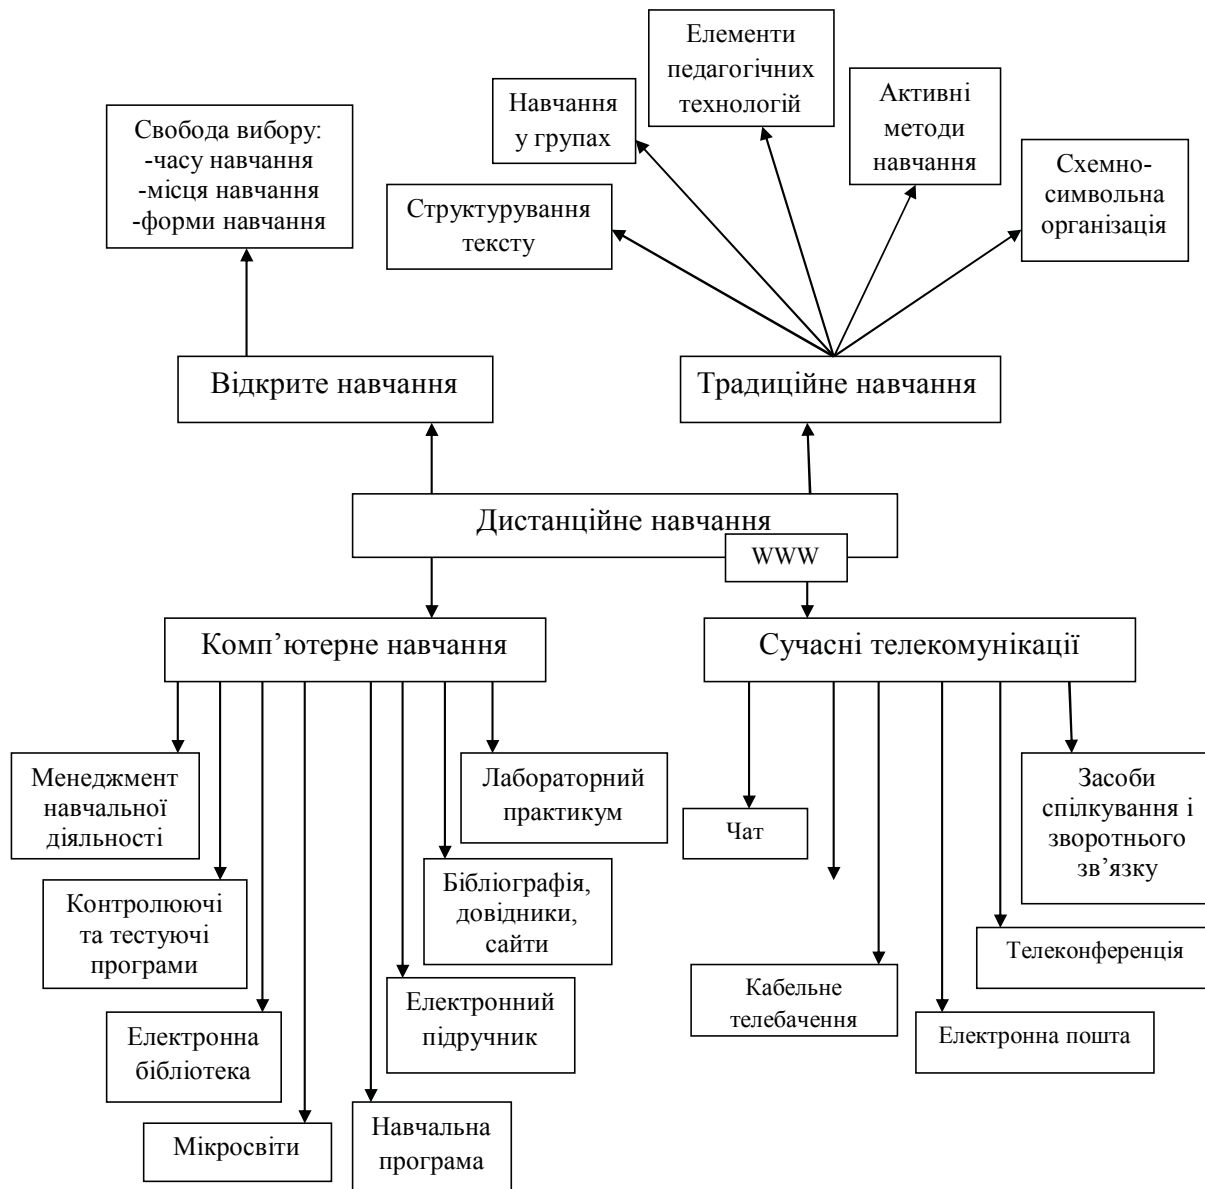 Елементи
педагогічних
технологій
Навчання
у групах
Активні
методи
навчання
Свобода вибору:
-часу навчання
-місця навчання
-форми навчання
Схемно-
символьна
організація
Структурування
тексту
Відкрите навчання
Традиційне навчання
Дистанційне навчання
WWW
Комп’ютерне навчання
Сучасні телекомунікації
Менеджмент
навчальної
діяльності
Лабораторний
практикум
Чат
Засоби
спілкування і
зворотнього
зв’язку
Контролюючі
та тестуючі
програми
Бібліографія,
довідники,
сайти
Телеконференція
Кабельне
телебачення
Електронний
підручник
Електронна
бібліотека
Електронна пошта
Мікросвіти
Навчальна
програма